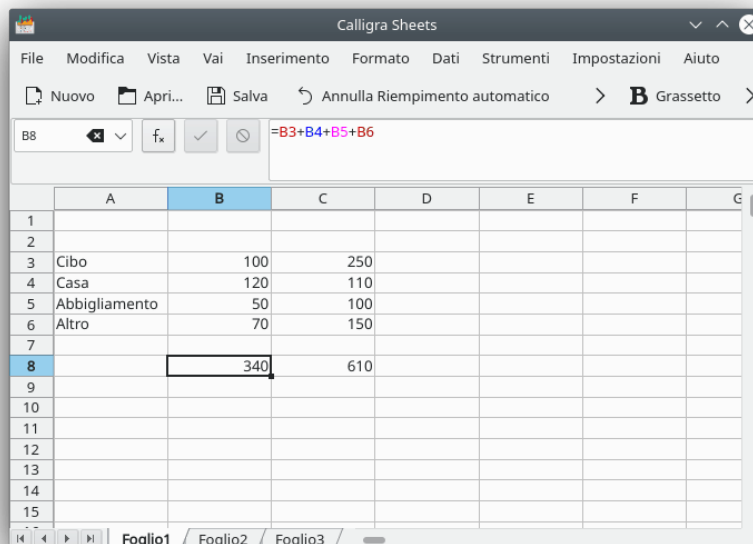 Calligra Sheets
File Modifica Vista Vai Inserimento Formato Dati Strumenti Impostazioni Aiuto
Nuovo Apri... Salva Annulla Riempimento automatico B Grassetto
B8 fx =B3+B4+B5+B6
A B C D E F G
1
2
3 Cibo 100 250
4 Casa 120 110
5 Abbigliamento 50 100
6 Altro 70 150
7
8 340 610
9
10
11
12
13
14
15
Foglio1 Foglio2 Foglio3